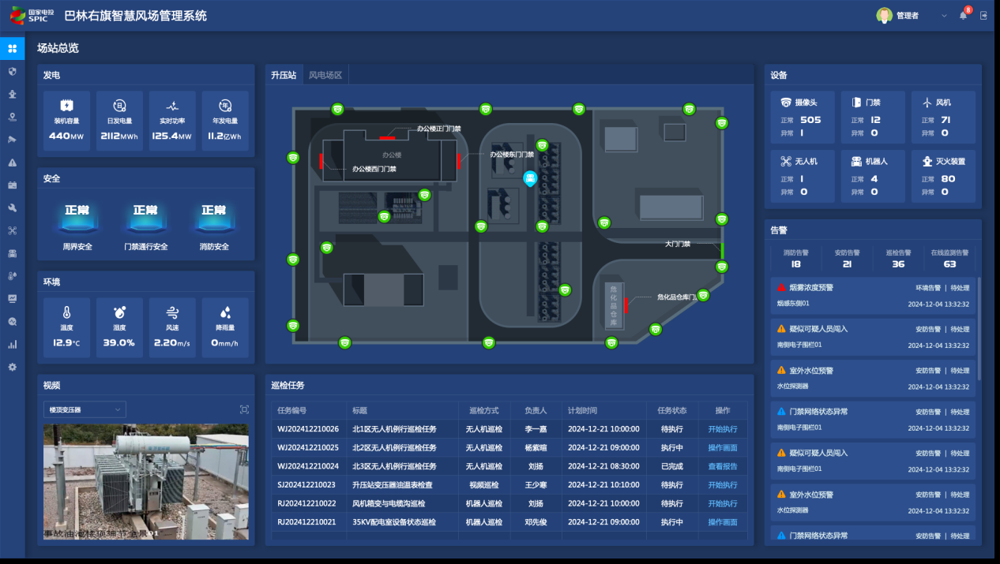 国家电投
SPIC
巴林右旗智慧风场管理系统
管理者
8
场站总览
发电
装机容量
440MW
日发电量
2112MWh
实时功率
125.4MW
年发电量
11.2亿Wh
安全
正常
正常
正常
周界安全
门禁通行安全
消防安全
环境
温度
12.9°C
湿度
39.0%
风速
2.20m/s
降雨量
0mm/h
视频
楼顶变压器
升压站
风电场区
办公楼正门门禁
办公楼
办公楼西门门禁
办公楼东门门禁
大门门禁
危化品仓库
危化品仓库门
巡检任务
任务编号 标题 巡检方式 负责人 计划时间 任务状态 操作
WJ202412210026 北1区无人机例行巡检任务 无人机巡检 李一嘉 2024-12-21 10:00:00 待执行 开始执行
WJ202412210025 北2区无人机例行巡检任务 无人机巡检 杨紫暄 2024-12-21 09:00:00 执行中 操作画面
WJ202412210024 北3区无人机例行巡检任务 无人机巡检 刘扬 2024-12-21 08:30:00 已完成 查看报告
SJ202412210023 升压站变压器油温表检查 视频巡检 王少寒 2024-12-21 10:10:00 待执行 开始执行
RJ202412210022 风机箱变与电缆沟巡检 机器人巡检 刘扬 2024-12-21 10:00:00 待执行 开始执行
RJ202412210021 35KV配电室设备状态巡检 机器人巡检 邓先俊 2024-12-21 09:00:00 执行中 操作画面
设备
摄像头
正常 505
异常 1
门禁
正常 12
异常 0
风机
正常 71
异常 0
无人机
正常 1
异常 0
机器人
正常 4
异常 0
灭火装置
正常 80
异常 0
告警
消防告警 安防告警 巡检告警 在线监测告警
18 21 36 63
烟雾浓度预警 环境告警 | 待处理
烟感东侧01 2024-12-04 13:32:32
疑似可疑人员闯入 安防告警 | 待处理
南侧电子围栏01 2024-12-04 13:32:32
室外水位预警 安防告警 | 待处理
水位探测器 2024-12-04 13:32:32
门禁网络状态异常 安防告警 | 待处理
南侧电子围栏01 2024-12-04 13:32:32
疑似可疑人员闯入 安防告警 | 待处理
南侧电子围栏01 2024-12-04 13:32:32
室外水位预警 安防告警 | 待处理
水位探测器 2024-12-04 13:32:32
门禁网络状态异常 安防告警 | 待处理